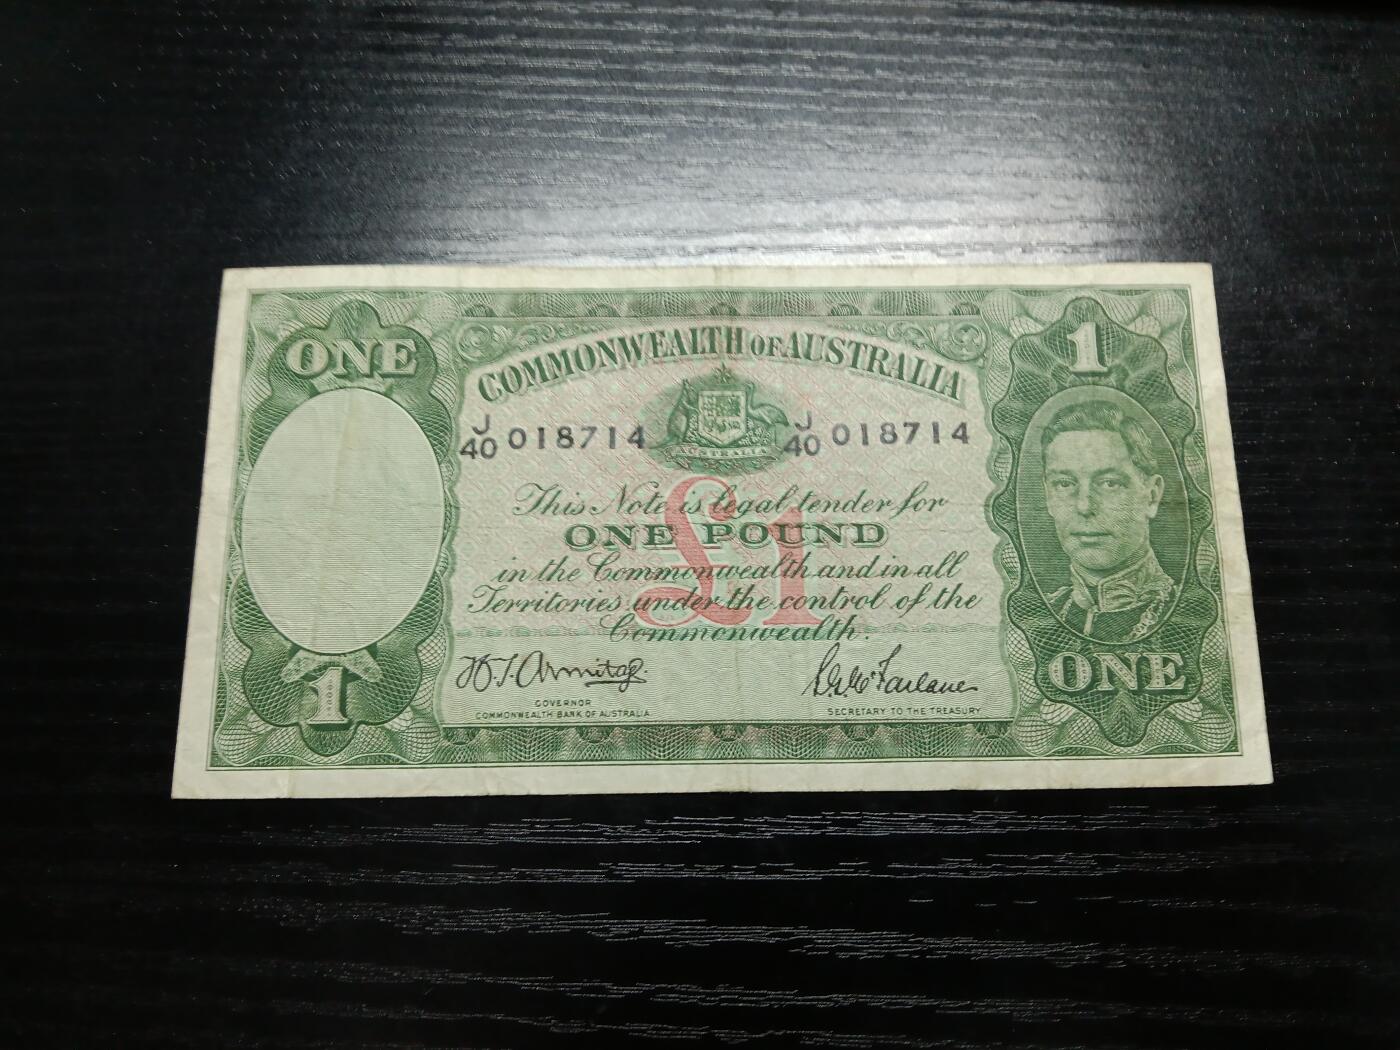 ONE
COMMONWEALTH OF AUSTRALIA
1
J
40 018714
J
40 018714
AUSTRALIA
This Note is legal tender for
ONE POUND
£1
in the Commonwealth and in all
Territories under the control of the
Commonwealth.
H.T. Armitage.
GOVERNOR
COMMONWEALTH BANK OF AUSTRALIA
S.G. McFarlane
SECRETARY TO THE TREASURY
1
ONE